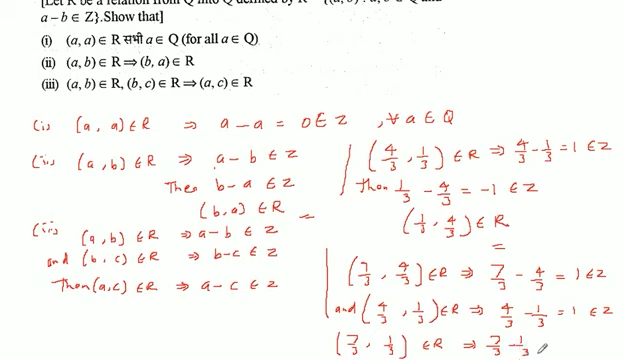 [Let R be a relation from Q into Q defined by R = {(a, b) : a, b ∈ Q and
a – b ∈ Z}.Show that]
(i) (a, a) ∈ R सभी a ∈ Q (for all a ∈ Q)
(ii) (a, b) ∈ R ⇒ (b, a) ∈ R
(iii) (a, b) ∈ R, (b, c) ∈ R ⇒ (a, c) ∈ R
(i) (a, a) ∈ R ⇒ a – a = 0 ∈ Z , ∀ a ∈ Q
(ii) (a, b) ∈ R ⇒ a – b ∈ Z
Then b – a ∈ Z
(b, a) ∈ R =
(4/3, 1/3) ∈ R ⇒ 4/3 – 1/3 = 1 ∈ Z
then 1/3 – 4/3 = –1 ∈ Z
(1/3, 4/3) ∈ R
=
(iii) (a, b) ∈ R ⇒ a – b ∈ Z
and (b, c) ∈ R ⇒ b – c ∈ Z
Then (a, c) ∈ R ⇒ a – c ∈ Z
(7/3, 4/3) ∈ R ⇒ 7/3 – 4/3 = 1 ∈ Z
and (4/3, 1/3) ∈ R ⇒ 4/3 – 1/3 = 1 ∈ Z
(7/3, 1/3) ∈ R ⇒ 7/3 – 1/3